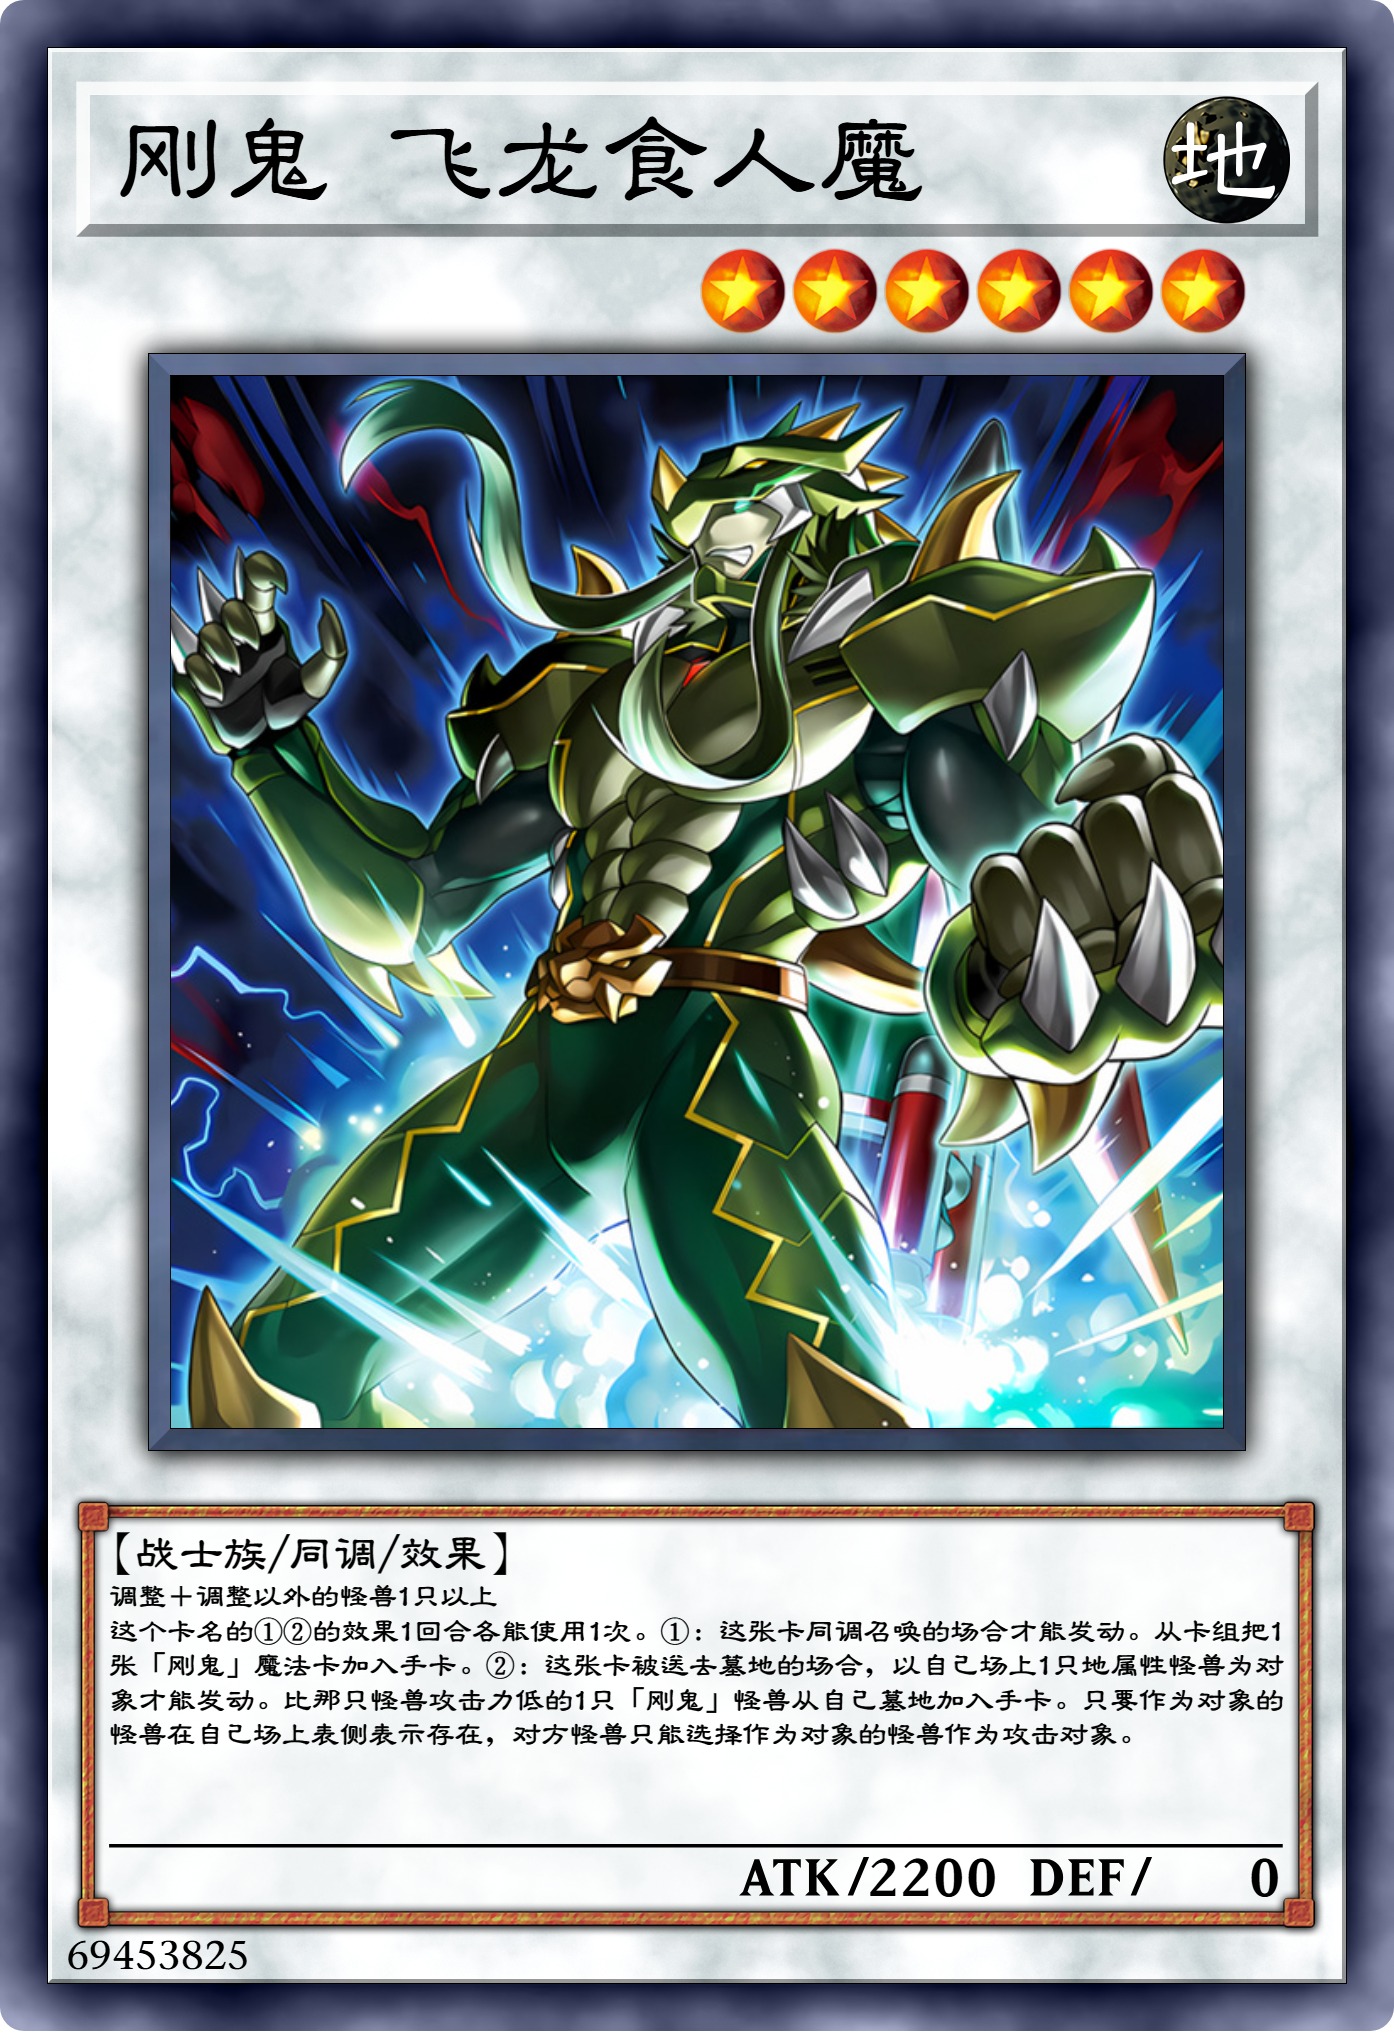 刚鬼 飞龙食人魔
地
【战士族/同调/效果】
调整＋调整以外的怪兽1只以上
这个卡名的①②的效果1回合各能使用1次。①：这张卡同调召唤的场合才能发动。从卡组把1
张「刚鬼」魔法卡加入手卡。②：这张卡被送去墓地的场合，以自己场上1只地属性怪兽为对
象才能发动。比那只怪兽攻击力低的1只「刚鬼」怪兽从自己墓地加入手卡。只要作为对象的
怪兽在自己场上表侧表示存在，对方怪兽只能选择作为对象的怪兽作为攻击对象。
ATK/2200 DEF/ 0
69453825